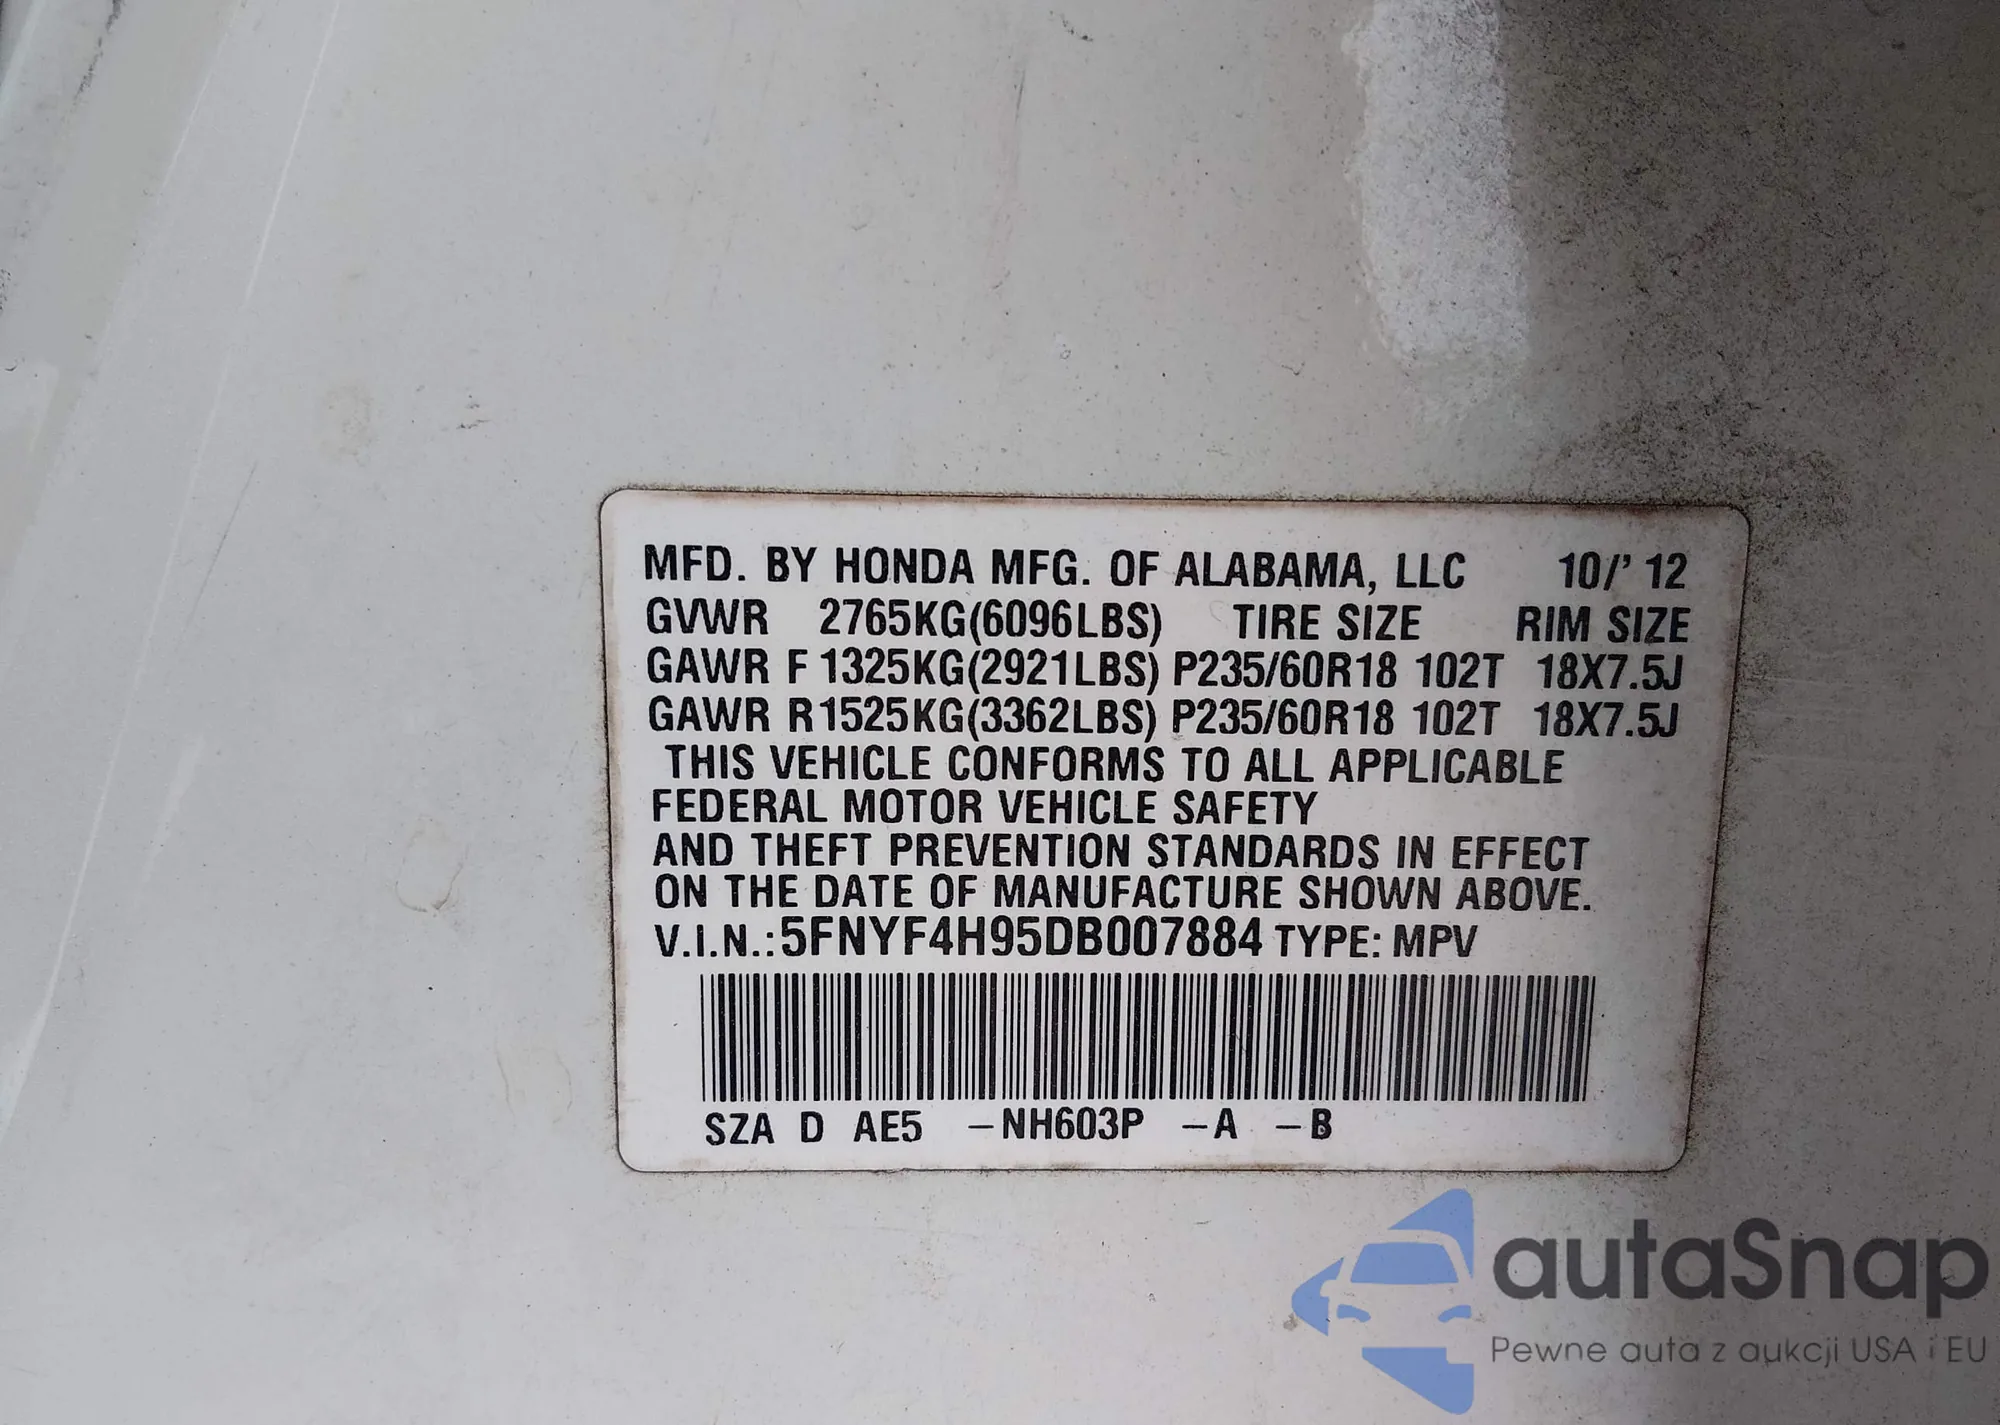 MFD. BY HONDA MFG. OF ALABAMA, LLC 10/' 12
GVWR 2765KG(6096LBS) TIRE SIZE RIM SIZE
GAWR F 1325KG(2921LBS) P235/60R18 102T 18X7.5J
GAWR R1525KG(3362LBS) P235/60R18 102T 18X7.5J
THIS VEHICLE CONFORMS TO ALL APPLICABLE
FEDERAL MOTOR VEHICLE SAFETY
AND THEFT PREVENTION STANDARDS IN EFFECT
ON THE DATE OF MANUFACTURE SHOWN ABOVE.
V.I.N.:5FNYF4H95DB007884 TYPE: MPV
SZA D AE5 -NH603P -A -B
autaSnap
Pewne auta z aukcji USA i EU